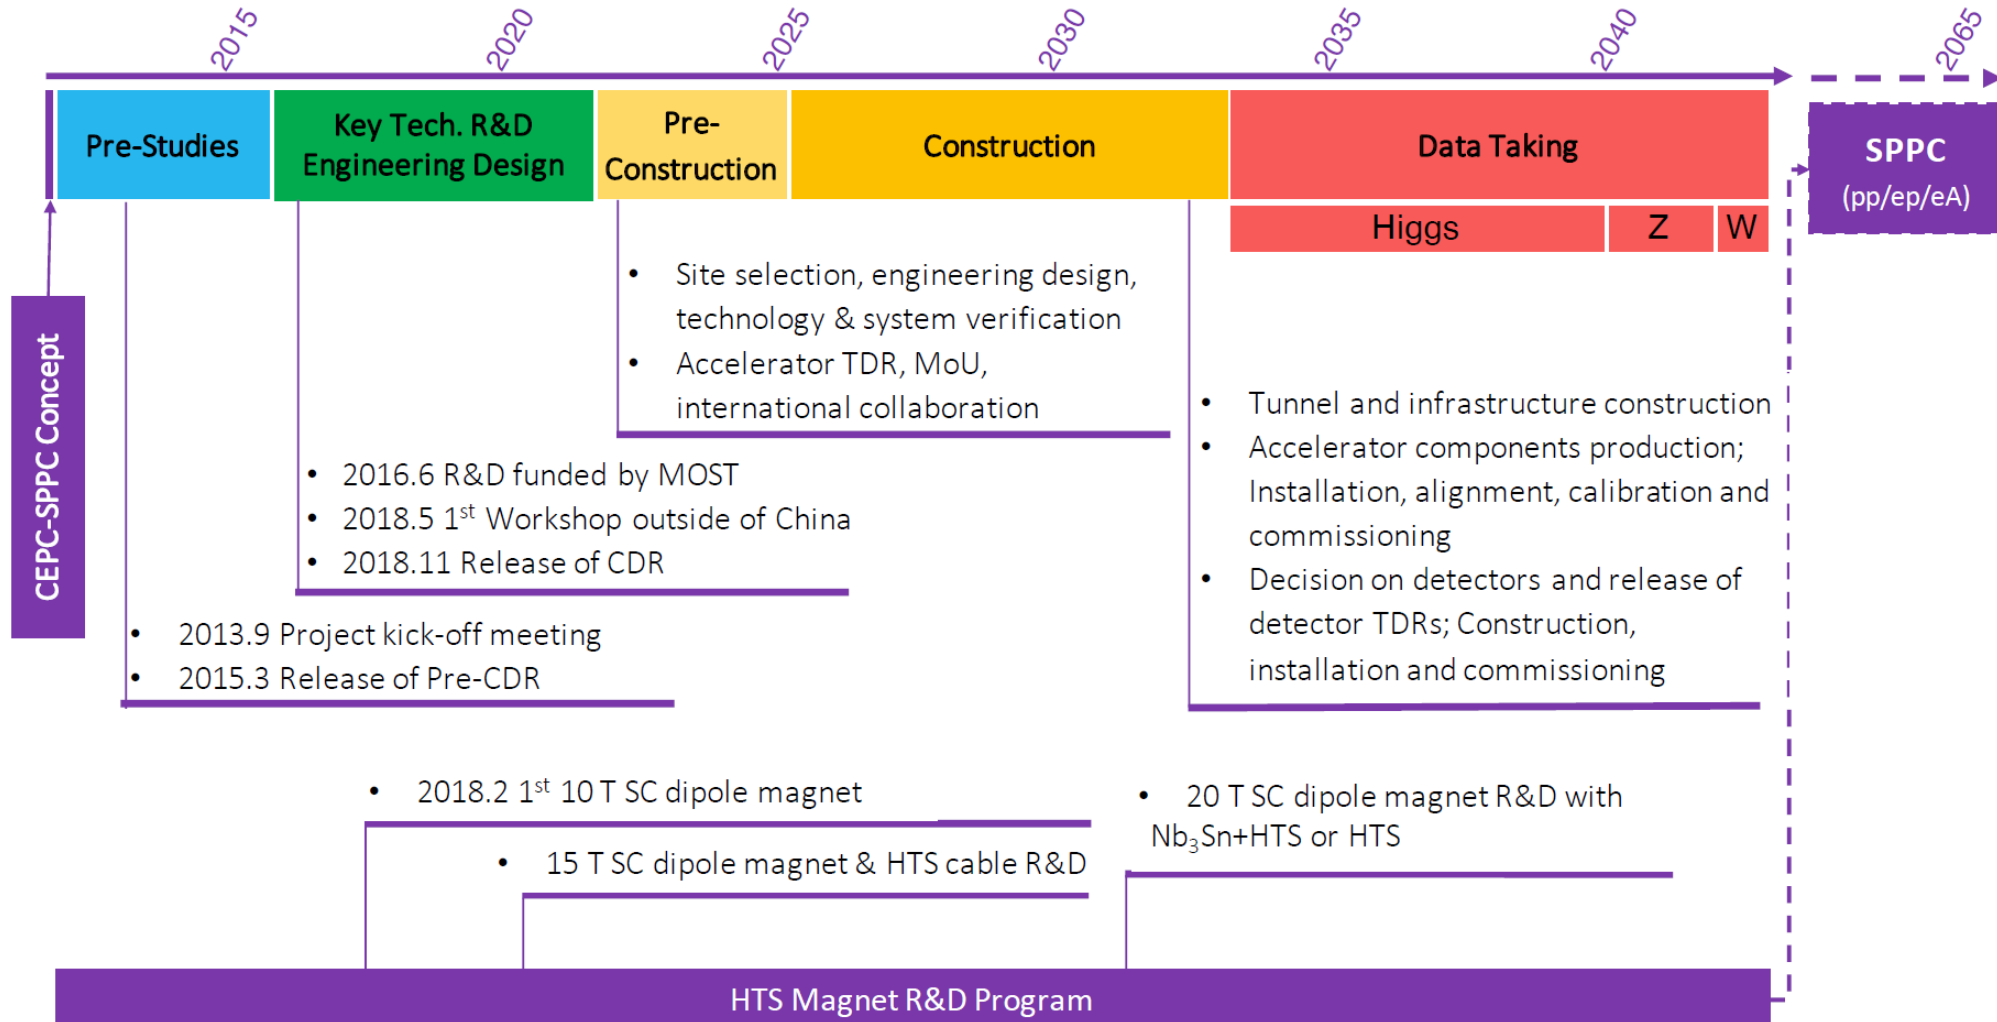 2015
2020
2025
2030
2035
2040
2065
Pre-Studies
Key Tech. R&D
Engineering Design
Pre-
Construction
Construction
Data Taking
SPPC
(pp/ep/eA)
Higgs
Z
W
CEPC-SPPC Concept
• Site selection, engineering design,
technology & system verification
• Accelerator TDR, MoU,
international collaboration
• Tunnel and infrastructure construction
• Accelerator components production;
Installation, alignment, calibration and
commissioning
• Decision on detectors and release of
detector TDRs; Construction,
installation and commissioning
• 2016.6 R&D funded by MOST
• 2018.5 1st Workshop outside of China
• 2018.11 Release of CDR
• 2013.9 Project kick-off meeting
• 2015.3 Release of Pre-CDR
• 2018.2 1st 10 T SC dipole magnet
• 15 T SC dipole magnet & HTS cable R&D
• 20 T SC dipole magnet R&D with
Nb3Sn+HTS or HTS
HTS Magnet R&D Program